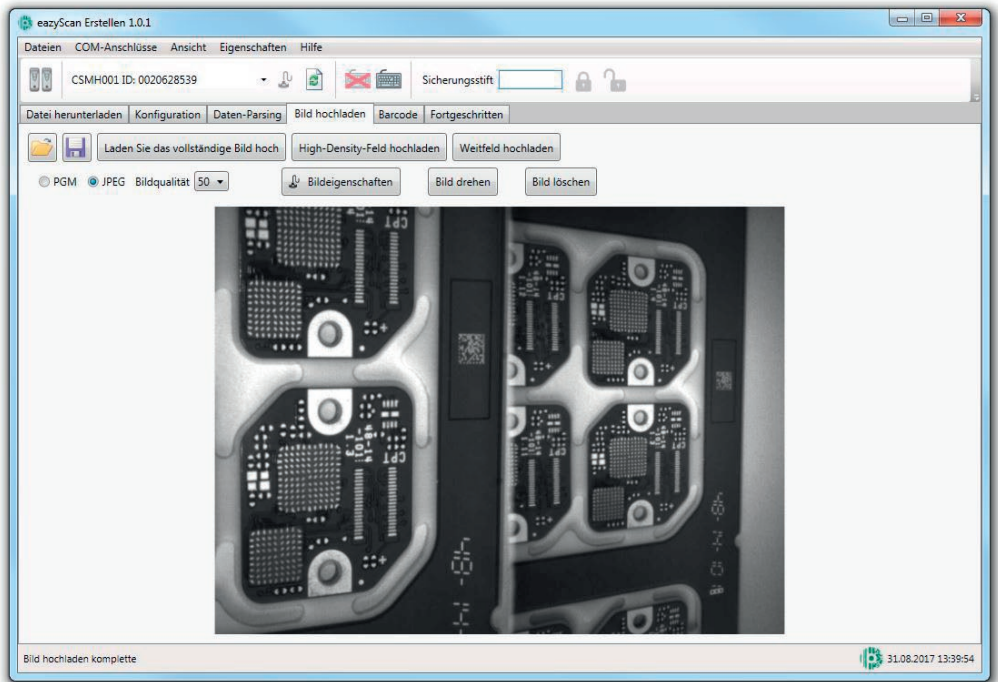 eazyScan Erstellen 1.0.1
Dateien COM-Anschlüsse Ansicht Eigenschaften Hilfe
CSMH001 ID: 0020628539 Sicherungsstift
Datei herunterladen Konfiguration Daten-Parsing Bild hochladen Barcode Fortgeschritten
Laden Sie das vollständige Bild hoch High-Density-Feld hochladen Weitfeld hochladen
PGM JPEG Bildqualität 50 Bildeigenschaften Bild drehen Bild löschen
CPT
CPT
CPT
CPT
Bild hochladen komplette 31.08.2017 13:39:54